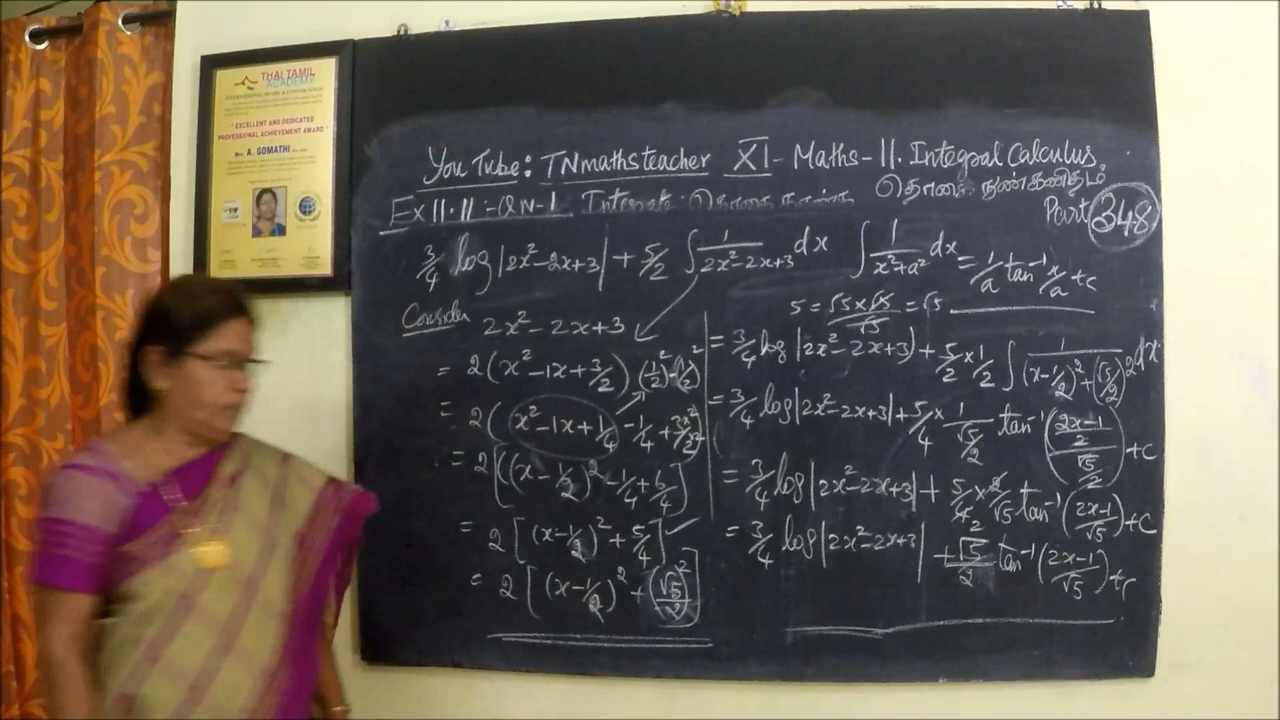 THAI TAMIL
ACADEMY
" EXCELLENT AND DEDICATED
PROFESSIONAL ACHIEVEMENT AWARD "
Mrs. A. GOMATHI
You Tube: TNmathsteacher XI - Maths - 11. Integral Calculus.
தொகை நுண்கணிதம்
Ex 11.11 :- QN-1 Integrate :
Part 348
3/4 log |2x²-2x+3| + 5/2 ∫ 1/(2x²-2x+3) dx
∫ 1/(x²+a²) dx = 1/a tan⁻¹ x/a + c
Consider 2x²-2x+3
= 2(x²-1x+3/2) (1/2)²-(1/2)²
= 2( x²-1x+1/4 -1/4 + 3×2/2×2
= 2[((x-1/2)² -1/4+6/4]
= 2[(x-1/2)² + 5/4]
= 2[(x-1/2)² + (√5/2)²]
5 = √5×√5/√5 = √5
= 3/4 log |2x²-2x+3) + 5/2 × 1/2 ∫ 1/((x-1/2)²+(√5/2)²) dx
= 3/4 log|2x²-2x+3| + 5/4 × 1/(√5/2) tan⁻¹ (((2x-1)/2)/(√5/2)) + c
= 3/4 log|2x²-2x+3| + 5/4 × 2/√5 tan⁻¹ ((2x-1)/√5) + c
2
= 3/4 log|2x²-2x+3| + √5/2 tan⁻¹ ((2x-1)/√5) + c